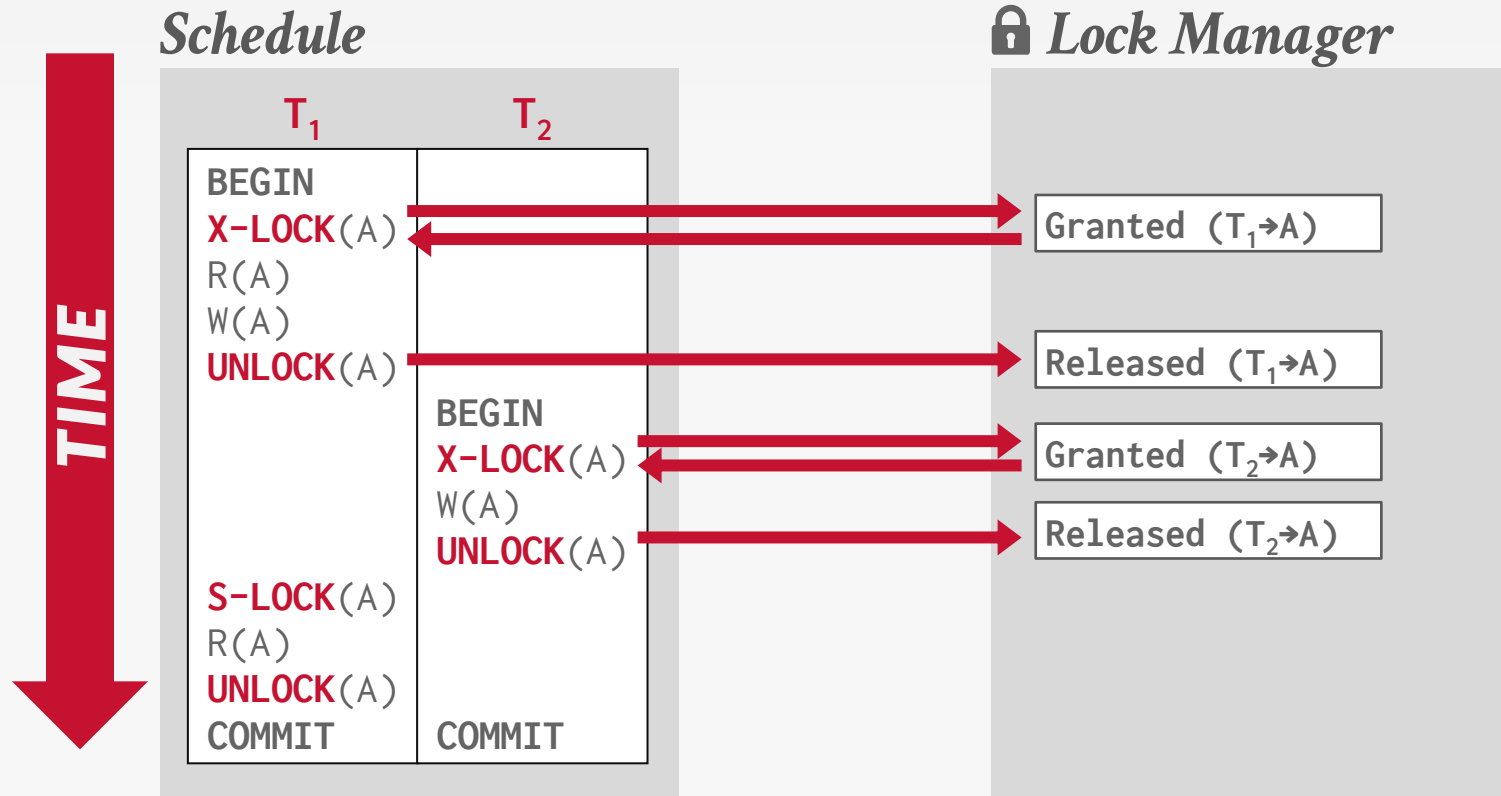 Schedule
Lock Manager
TIME
T1
T2
BEGIN
X-LOCK(A)
R(A)
W(A)
UNLOCK(A)
BEGIN
X-LOCK(A)
W(A)
UNLOCK(A)
S-LOCK(A)
R(A)
UNLOCK(A)
COMMIT
COMMIT
Granted (T1→A)
Released (T1→A)
Granted (T2→A)
Released (T2→A)